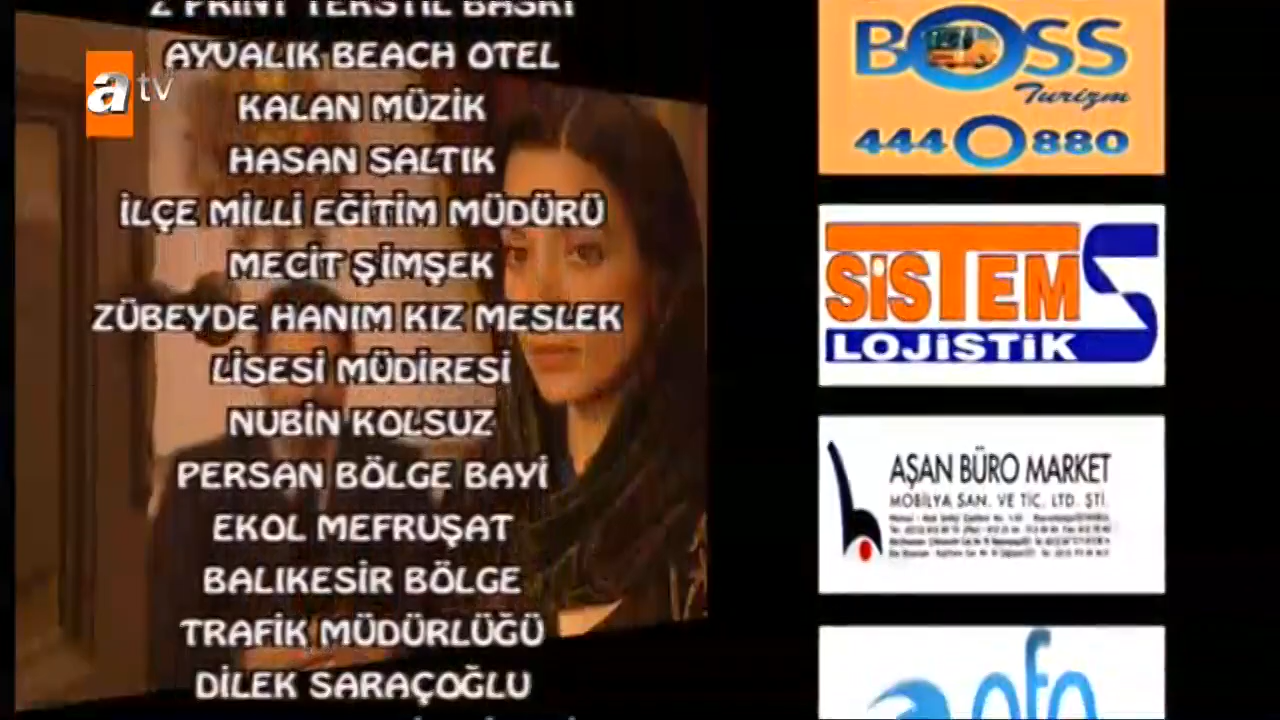 Z PRINT TEKSTİL BASKI
AYVALIK BEACH OTEL
atv
KALAN MÜZİK
HASAN SALTIK
İLÇE MİLLİ EĞİTİM MÜDÜRÜ
MECİT ŞİMŞEK
ZÜBEYDE HANIM KIZ MESLEK
LİSESİ MÜDİRESİ
NUBİN KOLSUZ
PERSAN BÖLGE BAYİ
EKOL MEFRUŞAT
BALIKESİR BÖLGE
TRAFİK MÜDÜRLÜĞÜ
DİLEK SARAÇOĞLU
BOSS
Turizm
444 0 880
SİSTEM
LOJİSTİK
AŞAN BÜRO MARKET
MOBİLYA SAN. VE TİC. LTD. ŞTİ.